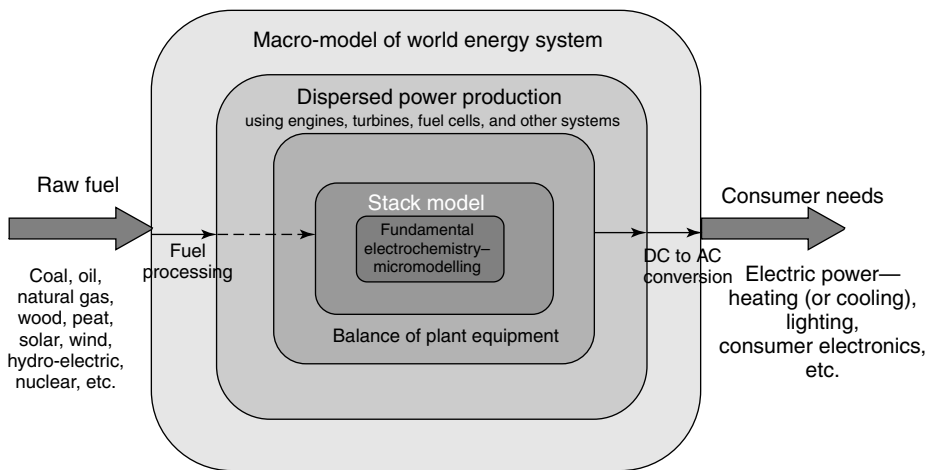 Macro-model of world energy system
Dispersed power production
using engines, turbines, fuel cells, and other systems
Raw fuel
Stack model
Consumer needs
Fundamental
electrochemistry–
micromodelling
Fuel
processing
DC to AC
conversion
Coal, oil,
natural gas,
wood, peat,
solar, wind,
hydro-electric,
nuclear, etc.
Electric power—
heating (or cooling),
lighting,
consumer electronics,
etc.
Balance of plant equipment